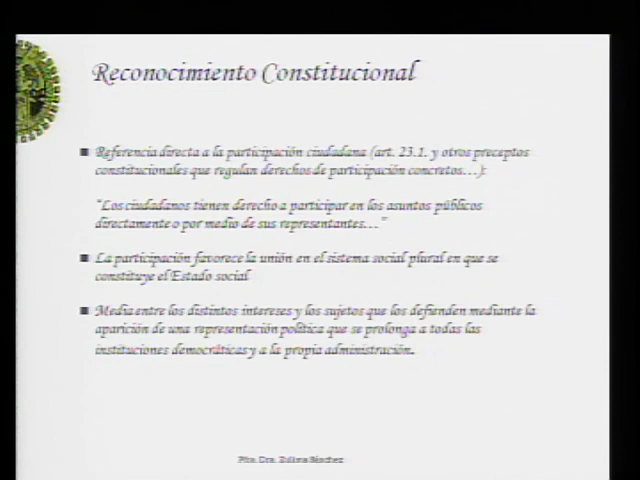 Reconocimiento Constitucional
Referencia directa a la participación ciudadana (art. 23.1. y otros preceptos
constitucionales que regulan derechos de participación concretos…):
"Los ciudadanos tienen derecho a participar en los asuntos públicos
directamente o por medio de sus representantes…"
La participación favorece la unión en el sistema social plural en que se
constituye el Estado social
Media entre los distintos intereses y los sujetos que los defienden mediante la
aparición de una representación política que se prolonga a todas las
instituciones democráticas y a la propia administración.
Dra. Zulima Sánchez